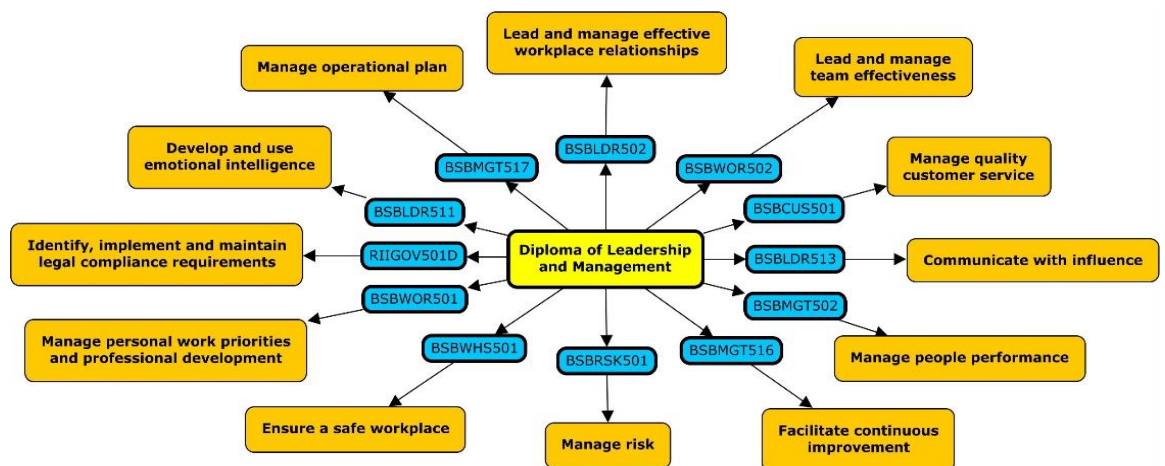 Lead and manage effective
workplace relationships
Manage operational plan
Lead and manage
team effectiveness
Develop and use
emotional intelligence
BSBMGT517
BSBLDR502
BSBWOR502
Manage quality
customer service
BSBLDR511
BSBCUS501
Identify, implement and maintain
legal compliance requirements
RIIGOV501D
Diploma of Leadership
and Management
BSBLDR513
Communicate with influence
BSBWOR501
BSBMGT502
Manage personal work priorities
and professional development
BSBWHS501
BSBRSK501
BSBMGT516
Manage people performance
Ensure a safe workplace
Manage risk
Facilitate continuous
improvement